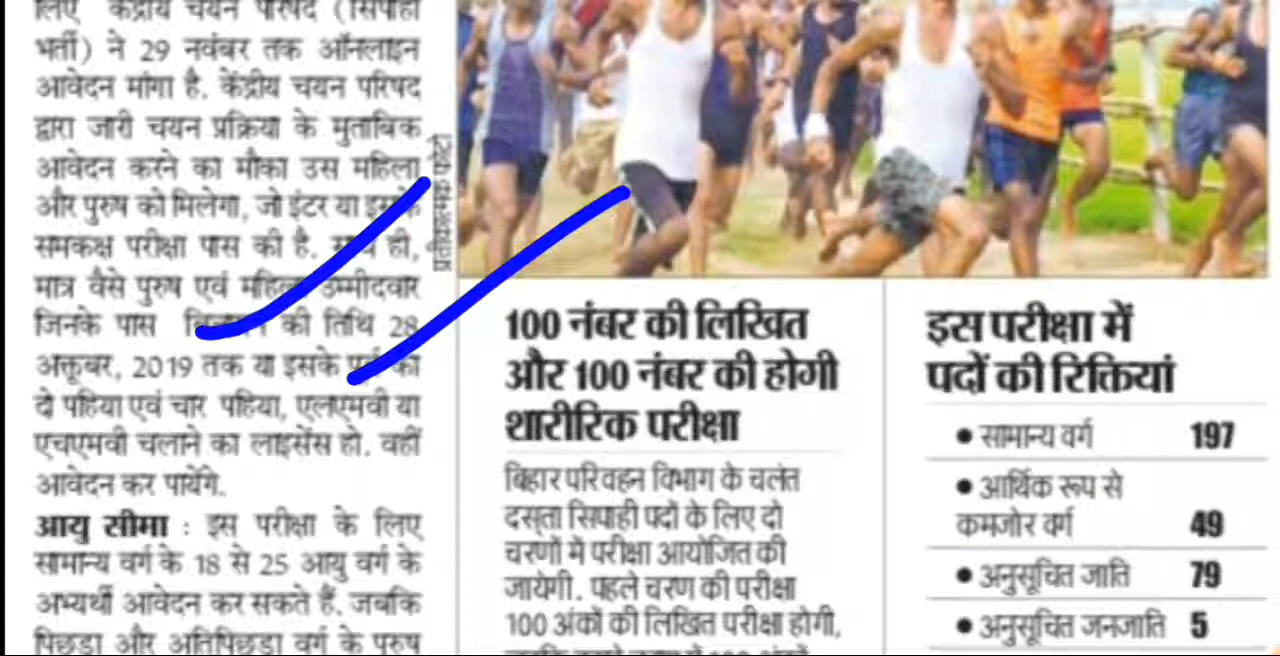 लिए केंद्रीय चयन परिषद (सिपाही
भर्ती) ने 29 नवंबर तक ऑनलाइन
आवेदन मांगा है. केंद्रीय चयन परिषद
द्वारा जारी चयन प्रक्रिया के मुताबिक
आवेदन करने का मौका उस महिला
और पुरुष को मिलेगा, जो इंटर या इसके
समकक्ष परीक्षा पास की है. साथ ही,
मात्र वैसे पुरुष एवं महिला उम्मीदवार
जिनके पास की तिथि 28
अक्तूबर, 2019 तक या इसके पूर्व का
दो पहिया एवं चार पहिया, एलएमवी या
एचएमवी चलाने का लाइसेंस हो. वहीं
आवेदन कर पायेंगे.
आयु सीमा : इस परीक्षा के लिए
सामान्य वर्ग के 18 से 25 आयु वर्ग के
अभ्यर्थी आवेदन कर सकते हैं. जबकि
पिछड़ा और अतिपिछड़ा वर्ग के पुरुष
प्रतीकात्मक फोटो
100 नंबर की लिखित
और 100 नंबर की होगी
शारीरिक परीक्षा
बिहार परिवहन विभाग के चलंत
दस्ता सिपाही पदों के लिए दो
चरणों में परीक्षा आयोजित की
जायेगी. पहले चरण की परीक्षा
100 अंकों की लिखित परीक्षा होगी,
इस परीक्षा में
पदों की रिक्तियां
• सामान्य वर्ग 197
• आर्थिक रूप से
कमजोर वर्ग 49
• अनुसूचित जाति 79
• अनुसूचित जनजाति 5